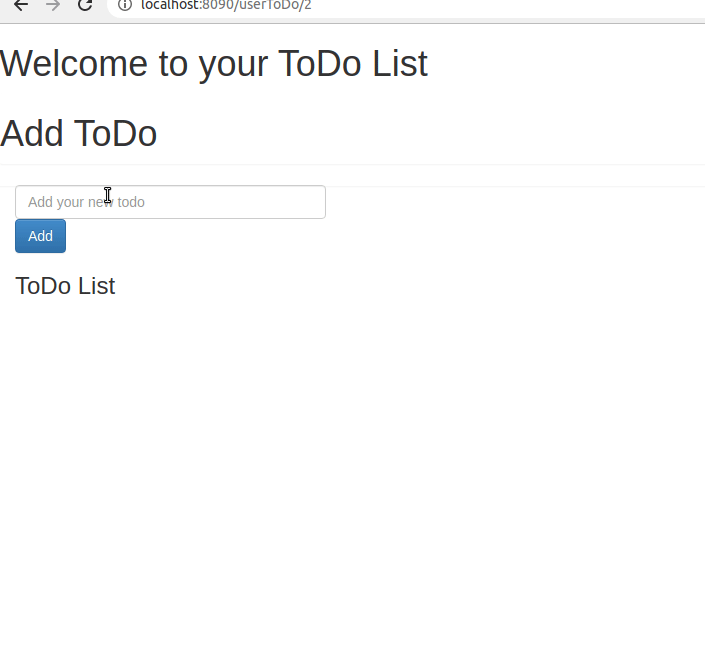 localhost:8090/userToDo/2
Welcome to your ToDo List
Add ToDo
Add your new todo
Add
ToDo List